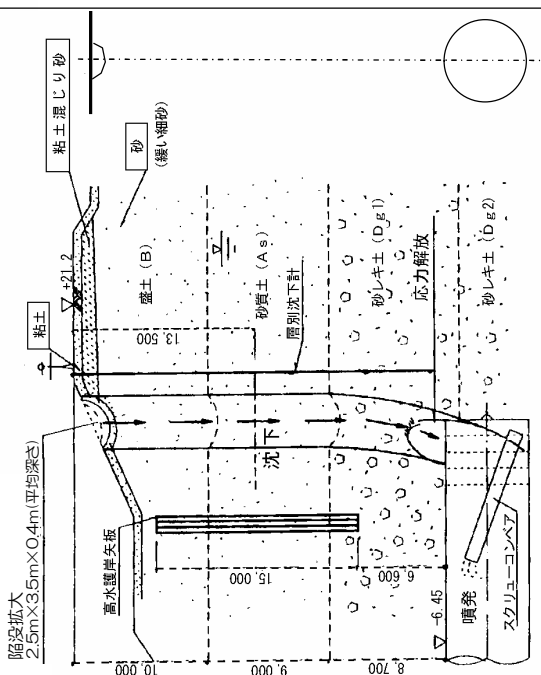 陥没拡大
2.5m×3.5m×0.4m(平均深さ)
粘土
粘土混じり砂
砂
(緩い細砂)
+21.2
盛土(B)
13,500
砂質土(As)
層別沈下計
沈下
高水護岸矢板
15,000
6,600
砂レキ土(Dg1)
応力解放
砂レキ土(Dg2)
-6.45
噴発
スクリューコンベア
10,000
9,000
8,700